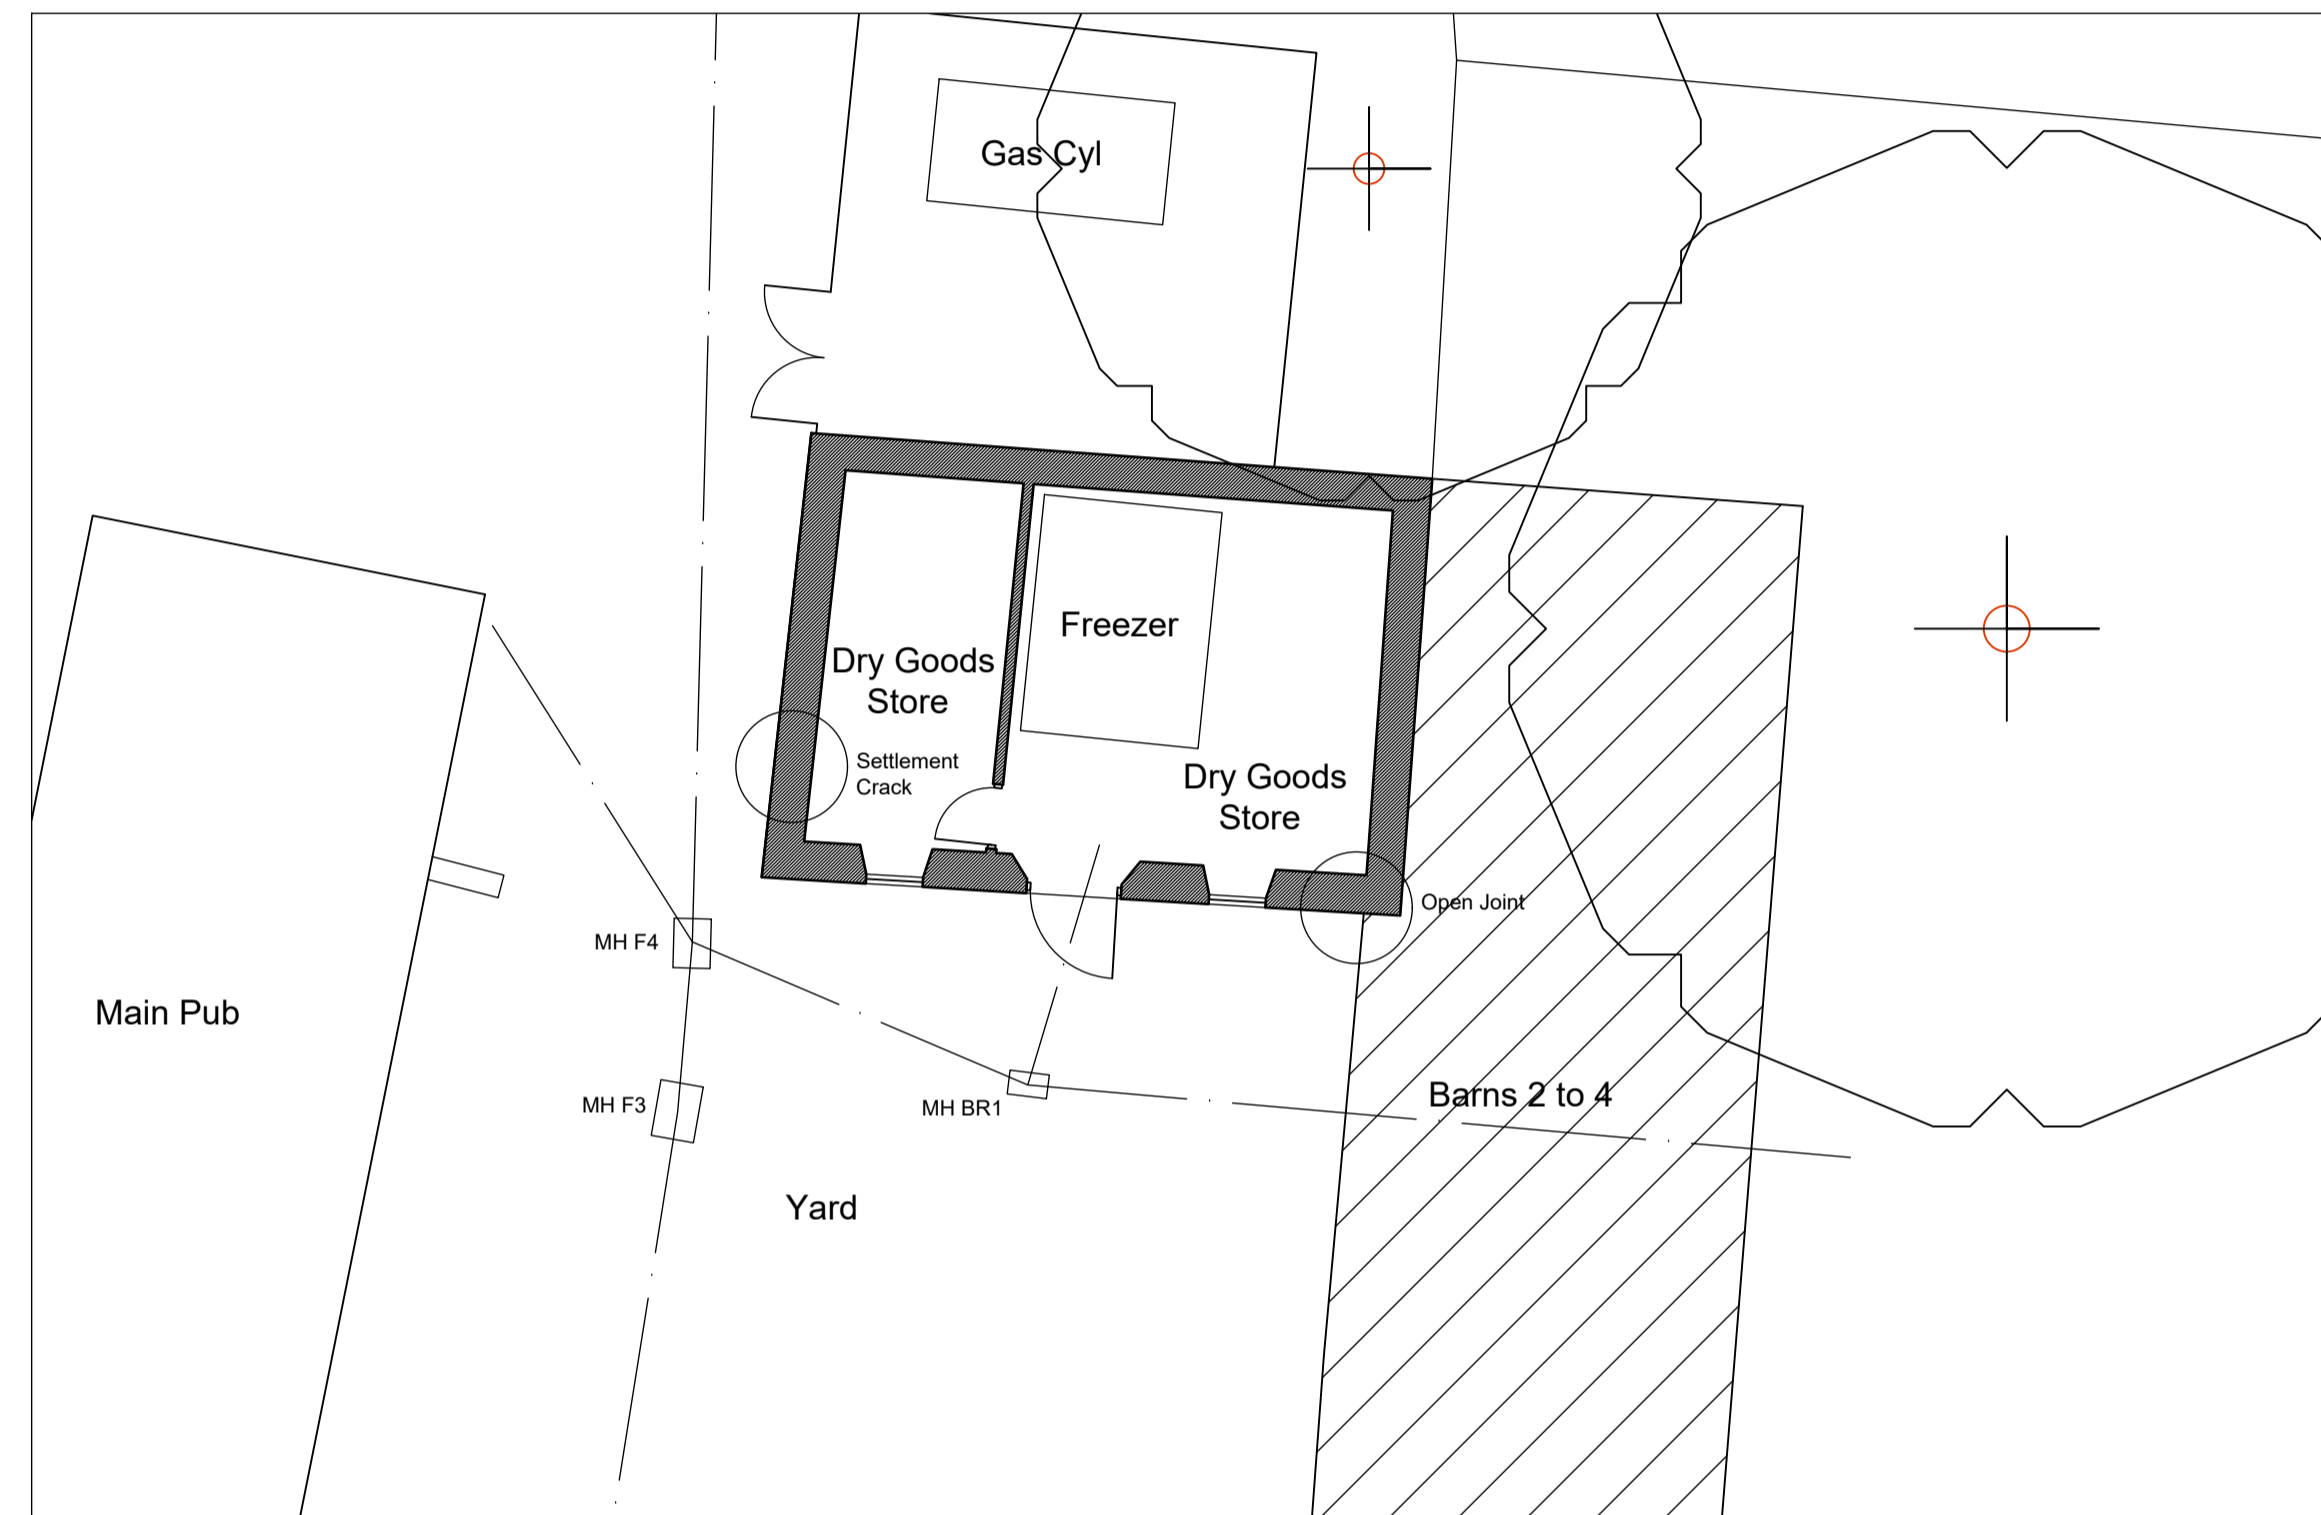 Gas Cyl
Freezer
Dry Goods
Store
Settlement
Crack
Dry Goods
Store
Open Joint
MH F4
Main Pub
Barns 2 to 4
MH F3
MH BR1
Yard